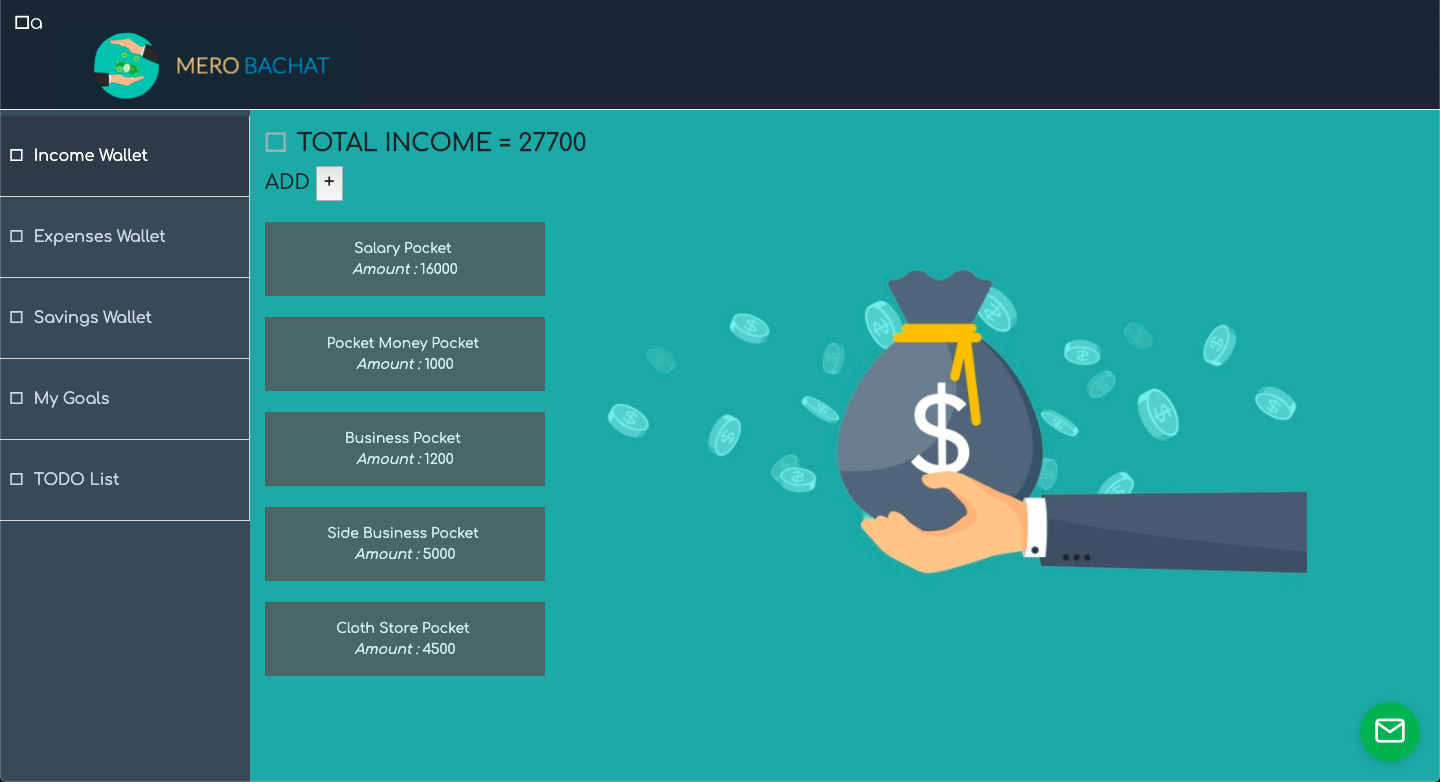 a
MERO BACHAT
Income Wallet
Expenses Wallet
Savings Wallet
My Goals
TODO List
TOTAL INCOME = 27700
ADD +
Salary Pocket
Amount : 16000
Pocket Money Pocket
Amount : 1000
Business Pocket
Amount : 1200
Side Business Pocket
Amount : 5000
Cloth Store Pocket
Amount : 4500
$